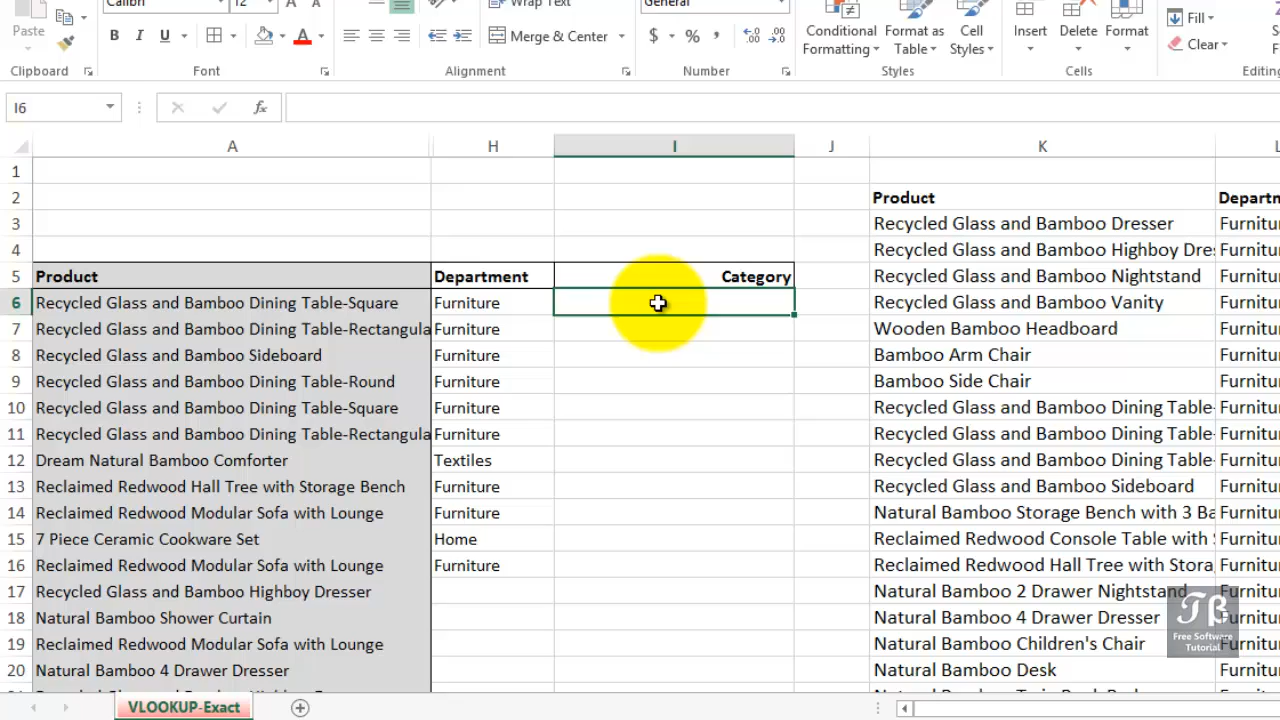 Calibri 12 A A Wrap Text General
Paste B I U A Merge & Center $ % , Conditional Formatting Format as Table Cell Styles Insert Delete Format Fill Clear
Clipboard Font Alignment Number Styles Cells Editing
I6 fx
A H I J K L
1
2 Product Departm
3 Recycled Glass and Bamboo Dresser Furnitu
4 Recycled Glass and Bamboo Highboy Dre Furnitu
5 Product Department Category Recycled Glass and Bamboo Nightstand Furnitu
6 Recycled Glass and Bamboo Dining Table-Square Furniture Recycled Glass and Bamboo Vanity Furnitu
7 Recycled Glass and Bamboo Dining Table-Rectangula Furniture Wooden Bamboo Headboard Furnitu
8 Recycled Glass and Bamboo Sideboard Furniture Bamboo Arm Chair Furnitu
9 Recycled Glass and Bamboo Dining Table-Round Furniture Bamboo Side Chair Furnitu
10 Recycled Glass and Bamboo Dining Table-Square Furniture Recycled Glass and Bamboo Dining Table- Furnitu
11 Recycled Glass and Bamboo Dining Table-Rectangula Furniture Recycled Glass and Bamboo Dining Table- Furnitu
12 Dream Natural Bamboo Comforter Textiles Recycled Glass and Bamboo Dining Table- Furnitu
13 Reclaimed Redwood Hall Tree with Storage Bench Furniture Recycled Glass and Bamboo Sideboard Furnitu
14 Reclaimed Redwood Modular Sofa with Lounge Furniture Natural Bamboo Storage Bench with 3 Ba Furnitu
15 7 Piece Ceramic Cookware Set Home Reclaimed Redwood Console Table with Furnitu
16 Reclaimed Redwood Modular Sofa with Lounge Furniture Reclaimed Redwood Hall Tree with Stora Furnitu
17 Recycled Glass and Bamboo Highboy Dresser Natural Bamboo 2 Drawer Nightstand Furnitu
18 Natural Bamboo Shower Curtain Natural Bamboo 4 Drawer Dresser Furnitu
19 Reclaimed Redwood Modular Sofa with Lounge Natural Bamboo Children's Chair Furnitu
20 Natural Bamboo 4 Drawer Dresser Natural Bamboo Desk Furnitu
TB
Free Software
Tutorial
VLOOKUP-Exact